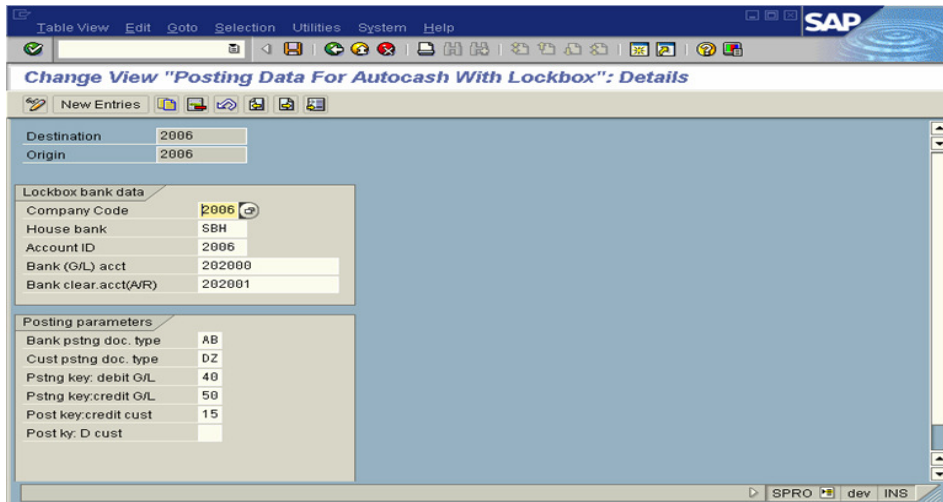 Table View Edit Goto Selection Utilities System Help
SAP
Change View "Posting Data For Autocash With Lockbox": Details
New Entries
Destination 2006
Origin 2006
Lockbox bank data
Company Code 2006
House bank SBH
Account ID 2006
Bank (G/L) acct 202000
Bank clear.acct(A/R) 202001
Posting parameters
Bank pstng doc. type AB
Cust pstng doc. type DZ
Pstng key: debit G/L 40
Pstng key:credit G/L 50
Post key:credit cust 15
Post ky: D cust
SPRO dev INS